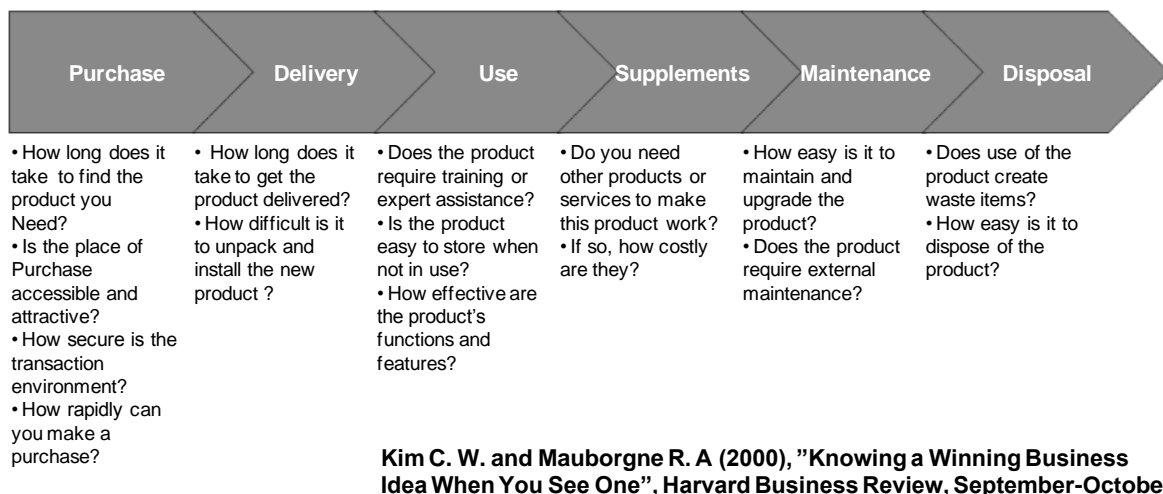 Purchase
Delivery
Use
Supplements
Maintenance
Disposal
• How long does it
take to find the
product you
Need?
• Is the place of
Purchase
accessible and
attractive?
• How secure is the
transaction
environment?
• How rapidly can
you make a
purchase?
• How long does it
take to get the
product delivered?
• How difficult is it
to unpack and
install the new
product ?
• Does the product
require training or
expert assistance?
• Is the product
easy to store when
not in use?
• How effective are
the product's
functions and
features?
• Do you need
other products or
services to make
this product work?
• If so, how costly
are they?
• How easy is it to
maintain and
upgrade the
product?
• Does the product
require external
maintenance?
• Does use of the
product create
waste items?
• How easy is it to
dispose of the
product?
Kim C. W. and Mauborgne R. A (2000), ”Knowing a Winning Business
Idea When You See One”, Harvard Business Review, September-Octobe